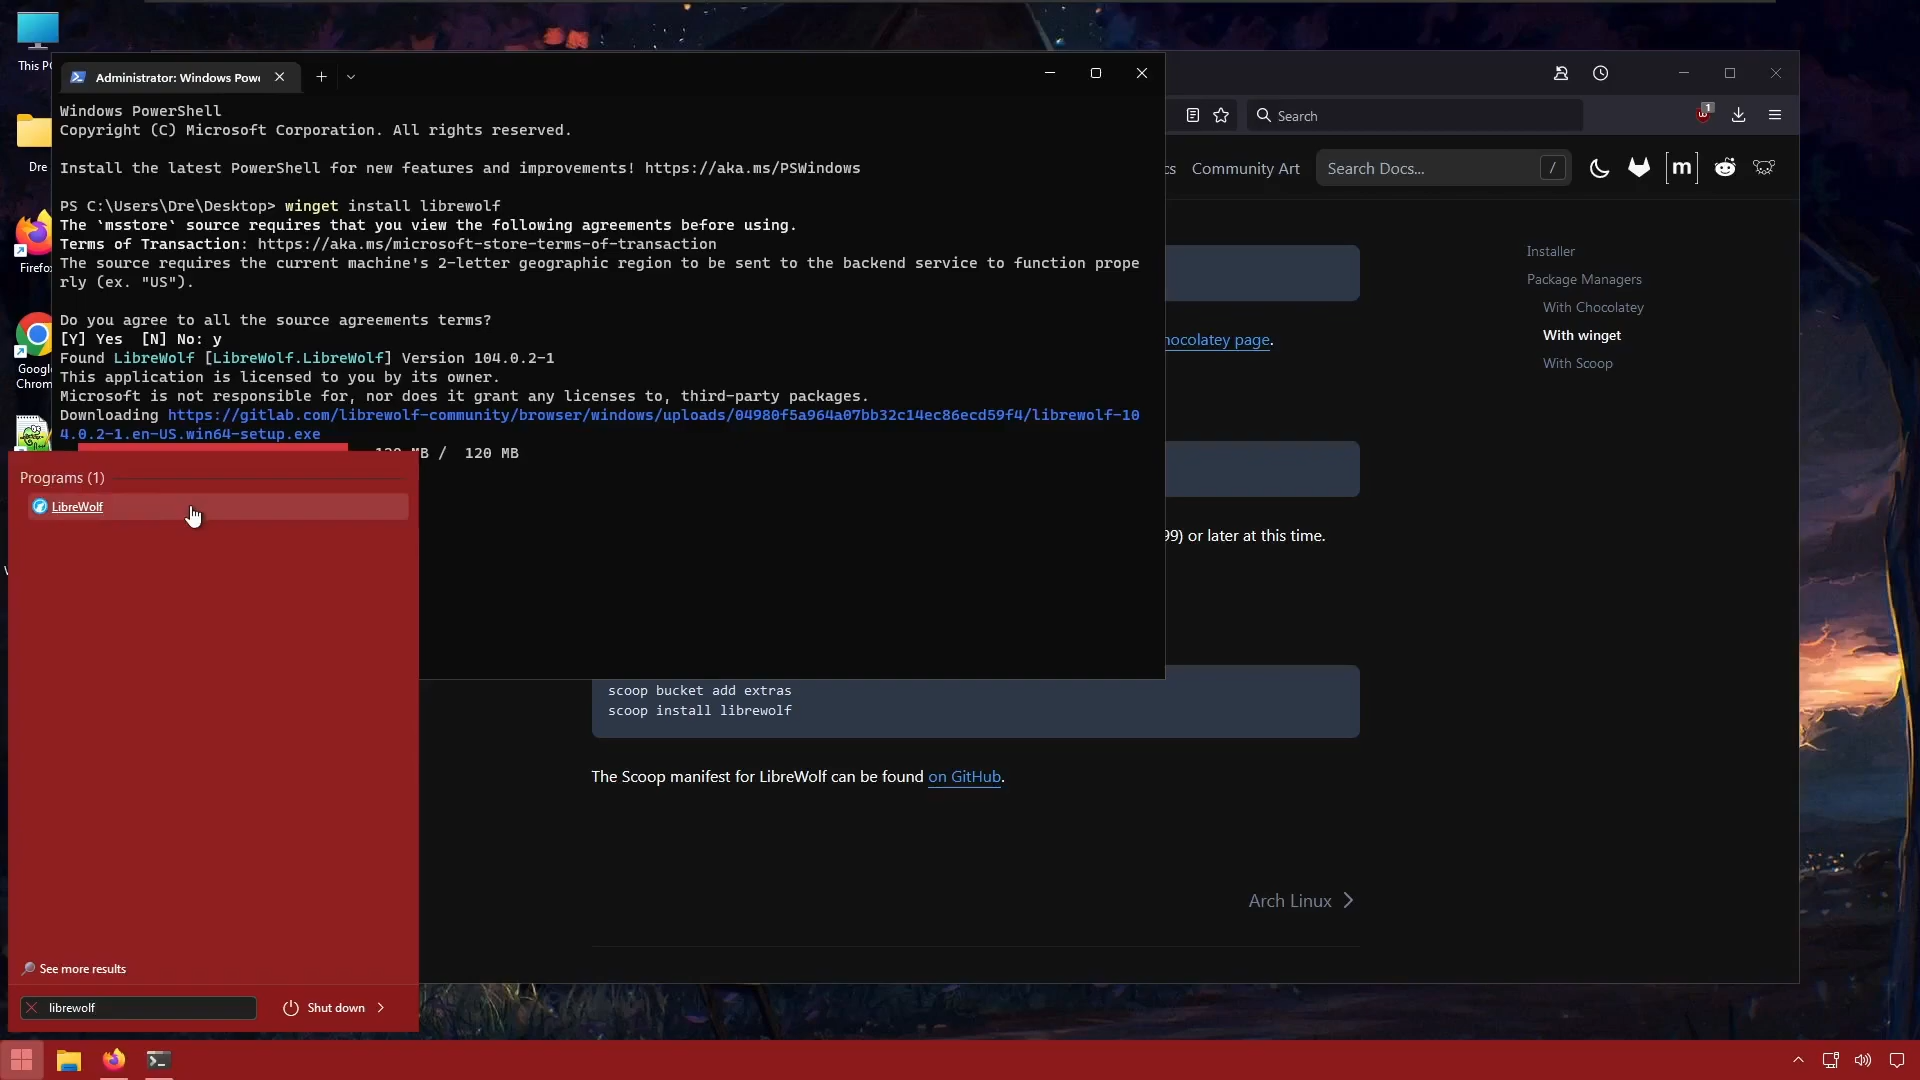 This PC
Dre
Firefox
Google
Chrom
Administrator: Windows Powe
Windows PowerShell
Copyright (C) Microsoft Corporation. All rights reserved.
Install the latest PowerShell for new features and improvements! https://aka.ms/PSWindows
PS C:\Users\Dre\Desktop> winget install librewolf
The `msstore` source requires that you view the following agreements before using.
Terms of Transaction: https://aka.ms/microsoft-store-terms-of-transaction
The source requires the current machine's 2-letter geographic region to be sent to the backend service to function prope
rly (ex. "US").
Do you agree to all the source agreements terms?
[Y] Yes  [N] No: y
Found LibreWolf [LibreWolf.LibreWolf] Version 104.0.2-1
This application is licensed to you by its owner.
Microsoft is not responsible for, nor does it grant any licenses to, third-party packages.
Downloading https://gitlab.com/librewolf-community/browser/windows/uploads/04980f5a964a07bb32c14ec86ecd59f4/librewolf-10
4.0.2-1.en-US.win64-setup.exe
MB /  120 MB
Programs (1)
LibreWolf
See more results
librewolf
Shut down
Search
1
cs
Community Art
Search Docs...
/
[m]
Installer
Package Managers
With Chocolatey
With winget
With Scoop
hocolatey page.
99) or later at this time.
scoop bucket add extras
scoop install librewolf
The Scoop manifest for LibreWolf can be found on GitHub.
Arch Linux